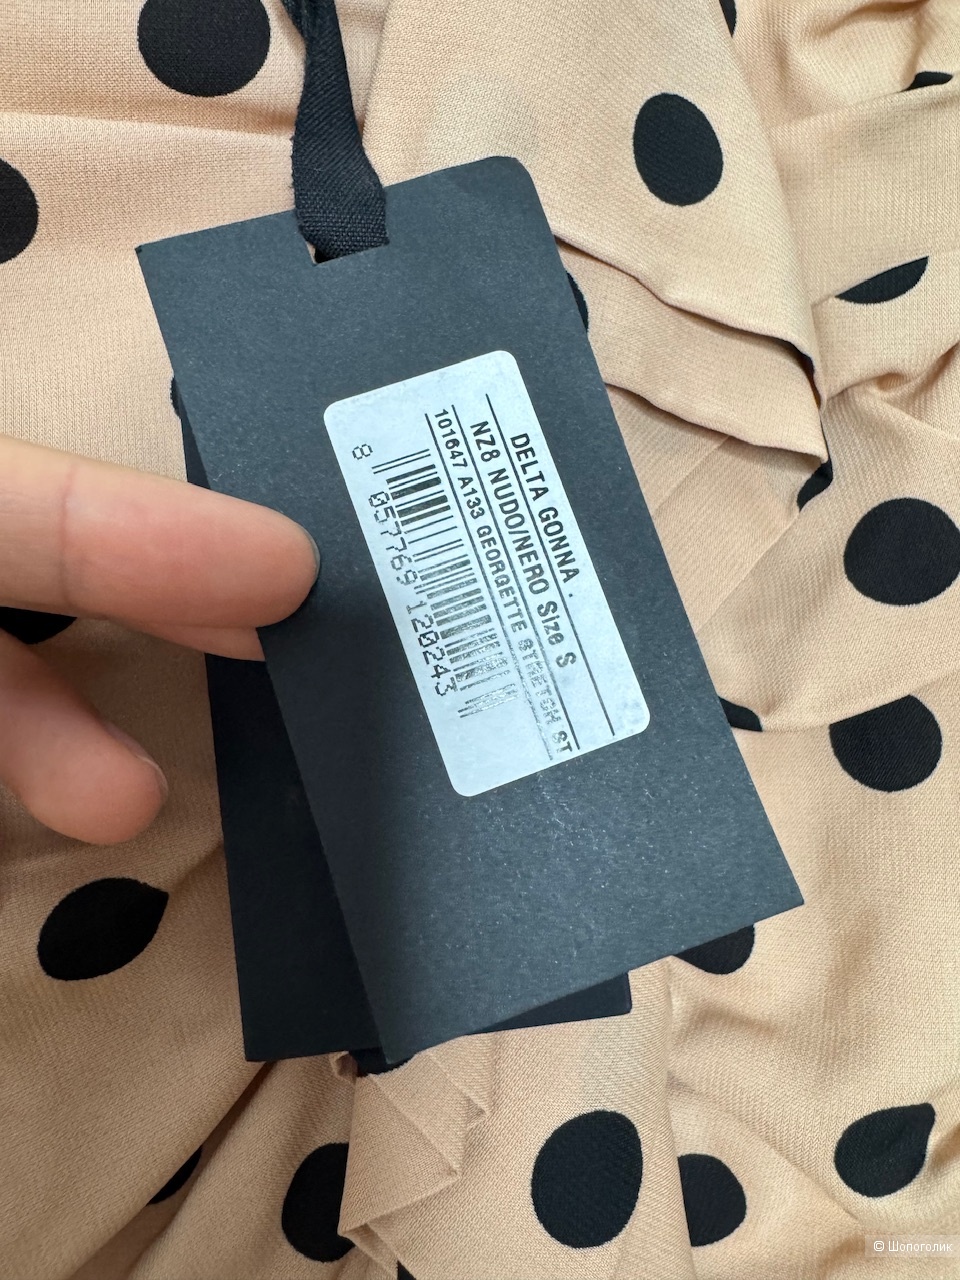 DELTA GONNA .
NZ8 NUDO/NERO Size S
101647 A133 GEORGETTE STRETCH ST
8 057769 120243
© Шопоголик